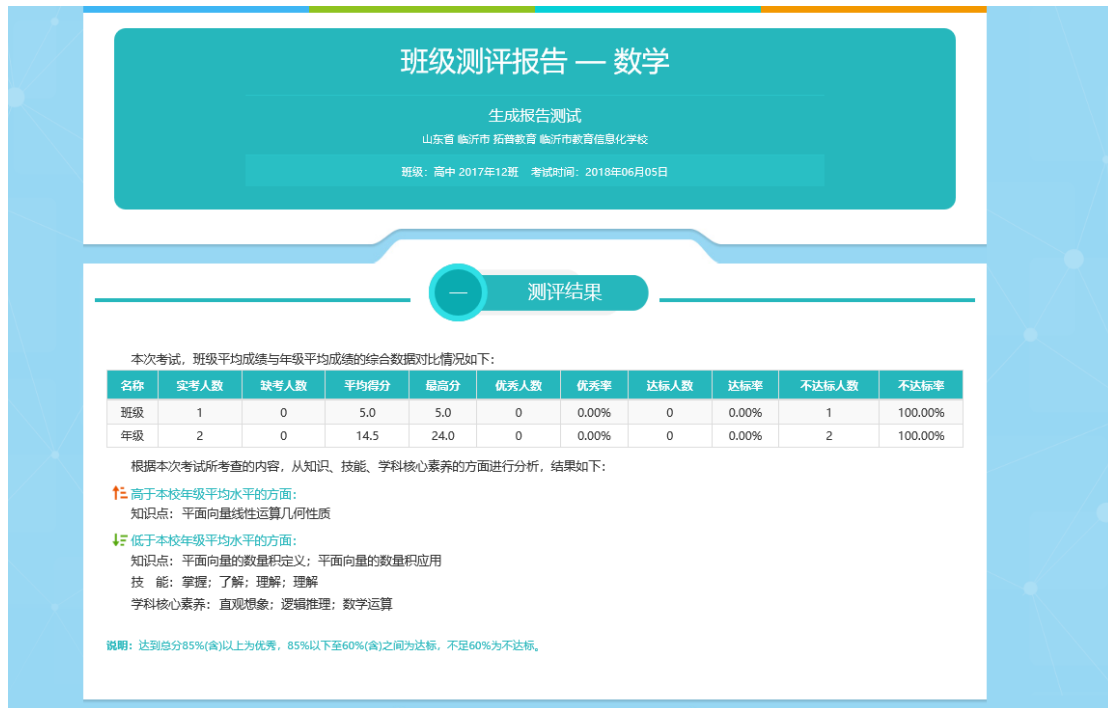 班级测评报告 — 数学
生成报告测试
山东省 临沂市 拓普教育 临沂市教育信息化学校
班级：高中 2017年12班 考试时间：2018年06月05日
一 测评结果
本次考试，班级平均成绩与年级平均成绩的综合数据对比情况如下：
名称 实考人数 缺考人数 平均得分 最高分 优秀人数 优秀率 达标人数 达标率 不达标人数 不达标率
班级 1 0 5.0 5.0 0 0.00% 0 0.00% 1 100.00%
年级 2 0 14.5 24.0 0 0.00% 0 0.00% 2 100.00%
根据本次考试所考查的内容，从知识、技能、学科核心素养的方面进行分析，结果如下：
高于本校年级平均水平的方面：
知识点：平面向量线性运算几何性质
低于本校年级平均水平的方面：
知识点：平面向量的数量积定义；平面向量的数量积应用
技 能：掌握；了解；理解；理解
学科核心素养：直观想象；逻辑推理；数学运算
说明：达到总分85%(含)以上为优秀，85%以下至60%(含)之间为达标，不足60%为不达标。